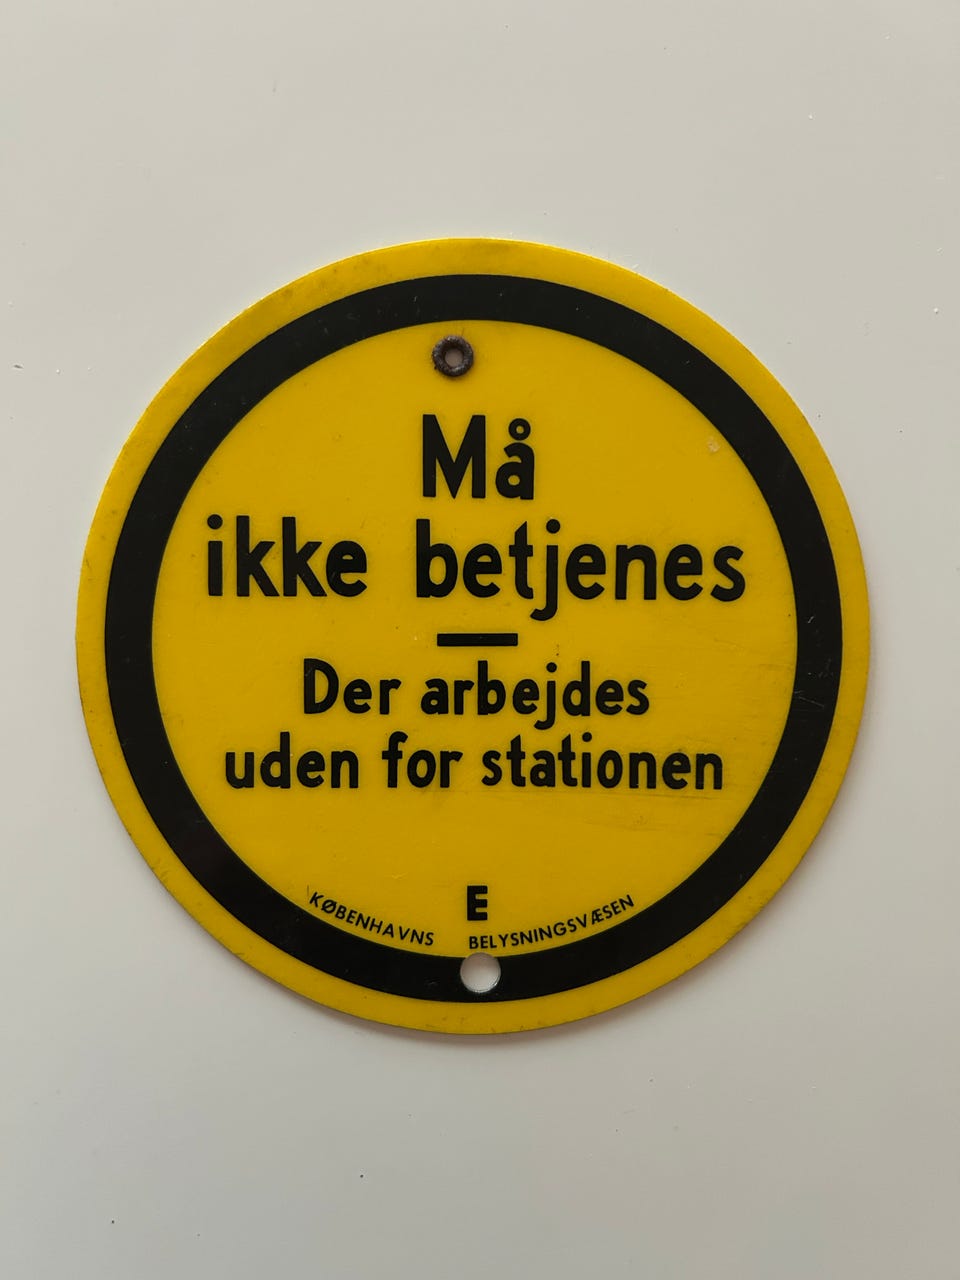 Må
ikke betjenes
Der arbejdes
uden for stationen
E
KØBENHAVNS BELYSNINGSVÆSEN